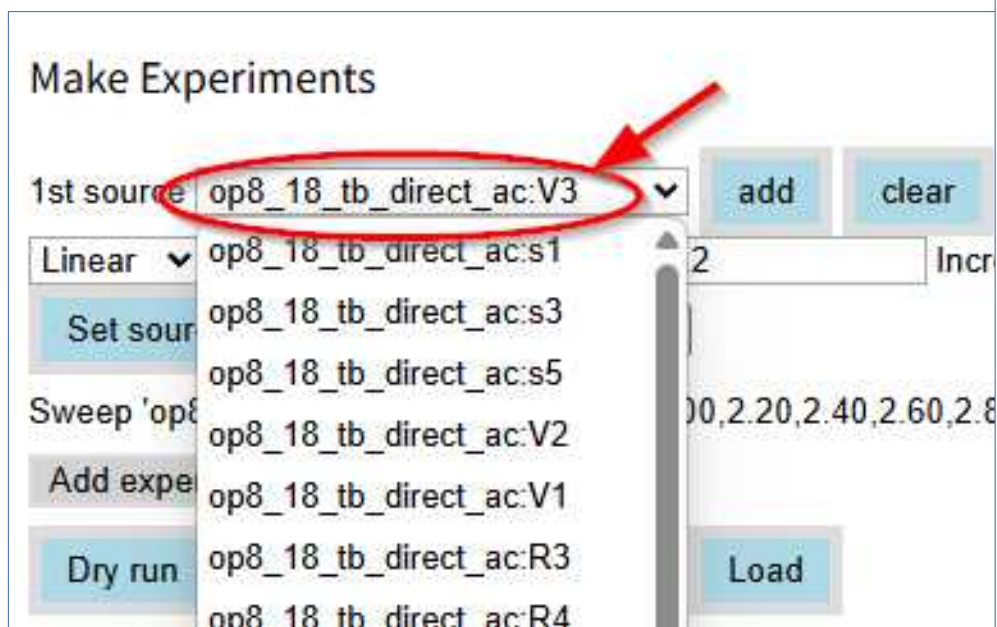 Make Experiments
1st source op8_18_tb_direct_ac:V3 add clear
Linear op8_18_tb_direct_ac:s1 2 Incr
Set sour op8_18_tb_direct_ac:s3
op8_18_tb_direct_ac:s5
Sweep 'op8 00,2.20,2.40,2.60,2.8
op8_18_tb_direct_ac:V2
Add expe op8_18_tb_direct_ac:V1
Dry run op8_18_tb_direct_ac:R3 Load
op8_18_tb_direct_ac:R4